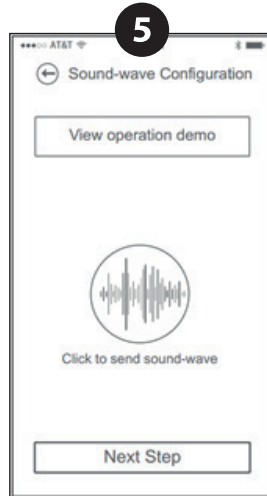 5
AT&T
Sound-wave Configuration
View operation demo
Click to send sound-wave
Next Step